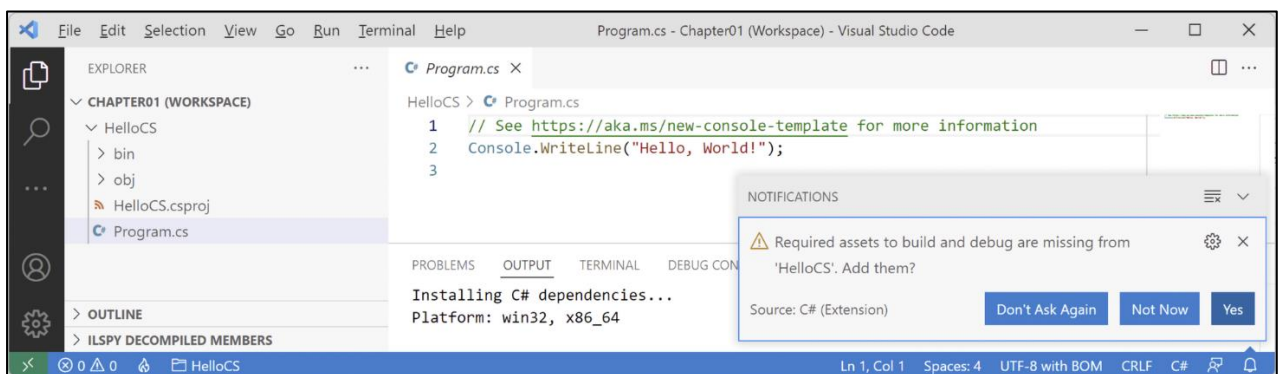 File Edit Selection View Go Run Terminal Help Program.cs - Chapter01 (Workspace) - Visual Studio Code
EXPLORER
CHAPTER01 (WORKSPACE)
HelloCS
bin
obj
HelloCS.csproj
C# Program.cs
OUTLINE
ILSPY DECOMPILED MEMBERS
C# Program.cs
HelloCS > C# Program.cs
1 // See https://aka.ms/new-console-template for more information
2 Console.WriteLine("Hello, World!");
3
PROBLEMS OUTPUT TERMINAL DEBUG CON
Installing C# dependencies...
Platform: win32, x86_64
NOTIFICATIONS
Required assets to build and debug are missing from
'HelloCS'. Add them?
Source: C# (Extension) Don't Ask Again Not Now Yes
0 0 HelloCS Ln 1, Col 1 Spaces: 4 UTF-8 with BOM CRLF C#